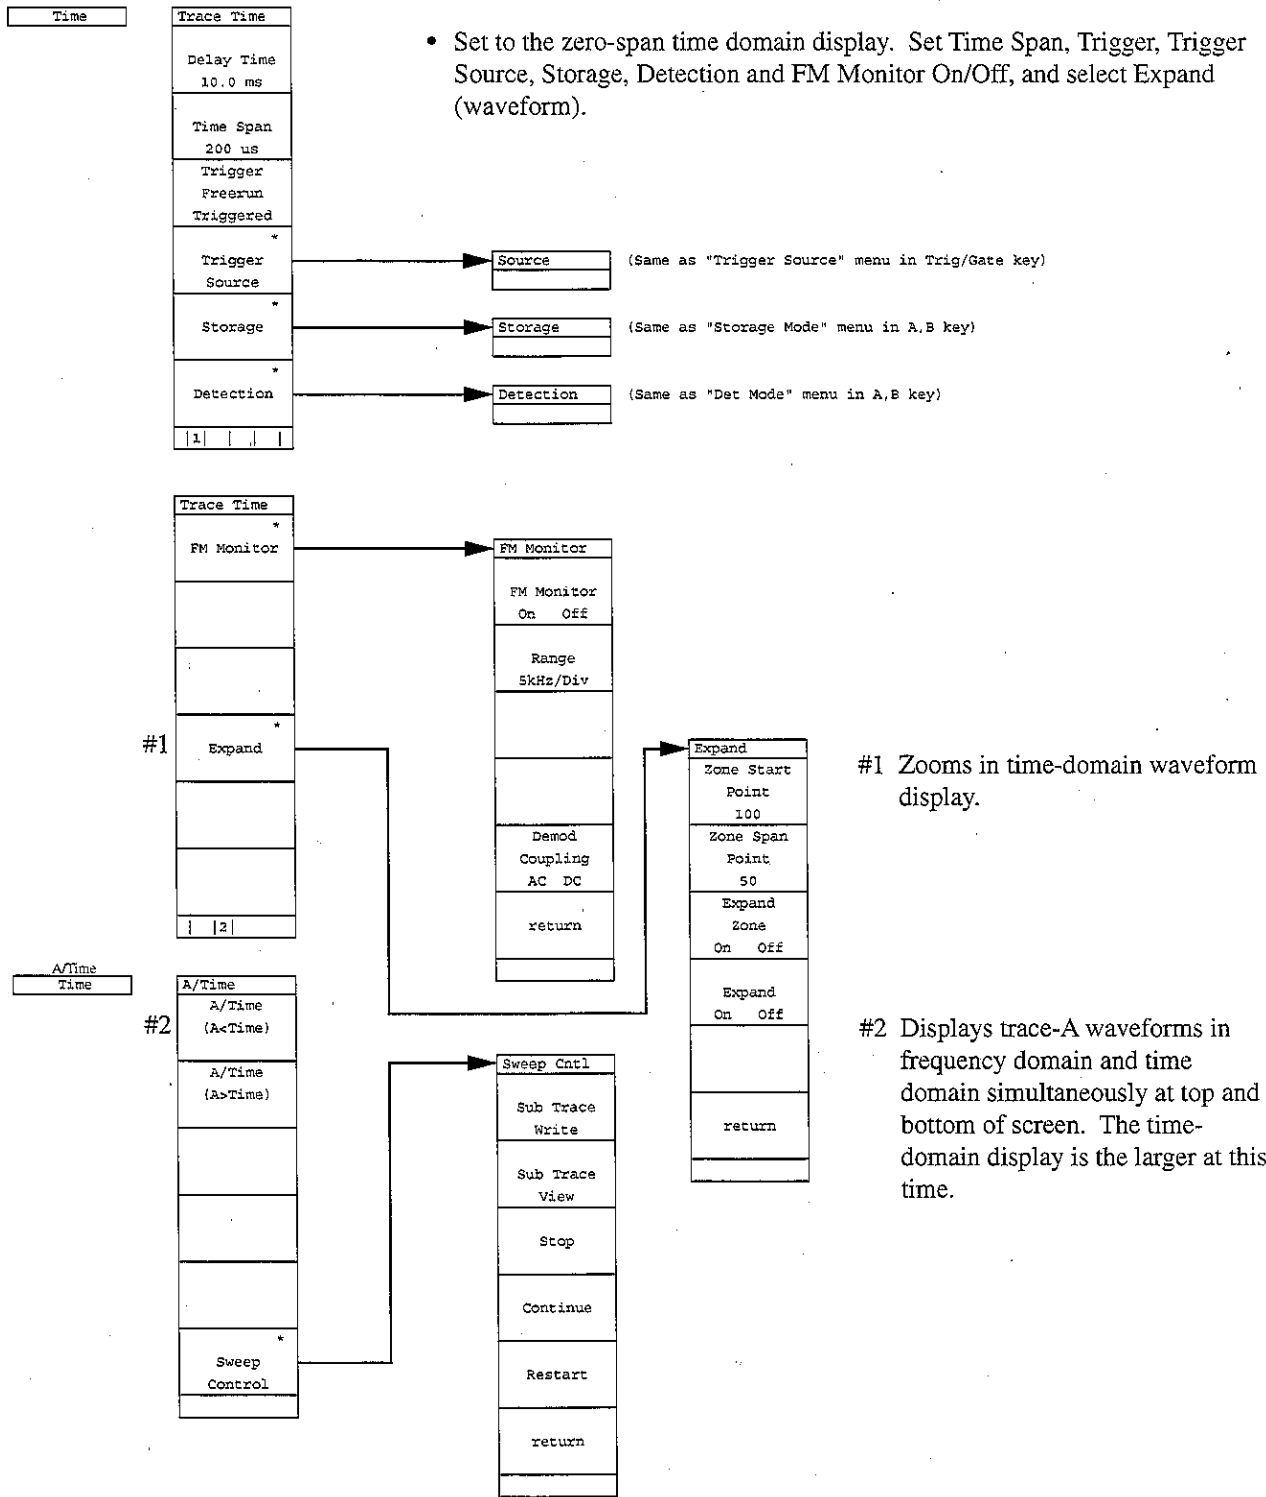 Time
Trace Time
Delay Time
10.0 ms
Time Span
200 us
Trigger
Freerun
Triggered
*
Trigger
Source
*
Storage
*
Detection
|1| | | |
• Set to the zero-span time domain display. Set Time Span, Trigger, Trigger
Source, Storage, Detection and FM Monitor On/Off, and select Expand
(waveform).
Source
(Same as "Trigger Source" menu in Trig/Gate key)
Storage
(Same as "Storage Mode" menu in A,B key)
Detection
(Same as "Det Mode" menu in A,B key)
Trace Time
*
FM Monitor
*
#1 Expand
| |2|
FM Monitor
FM Monitor
On Off
Range
5kHz/Div
Demod
Coupling
AC DC
return
Expand
Zone Start
Point
100
Zone Span
Point
50
Expand
Zone
On Off
Expand
On Off
return
#1 Zooms in time-domain waveform
display.
A/Time
Time
A/Time
#2 A/Time
(A<Time)
A/Time
(A>Time)
*
Sweep
Control
Sweep Cntl
Sub Trace
Write
Sub Trace
View
Stop
Continue
Restart
return
#2 Displays trace-A waveforms in
frequency domain and time
domain simultaneously at top and
bottom of screen. The time-
domain display is the larger at this
time.